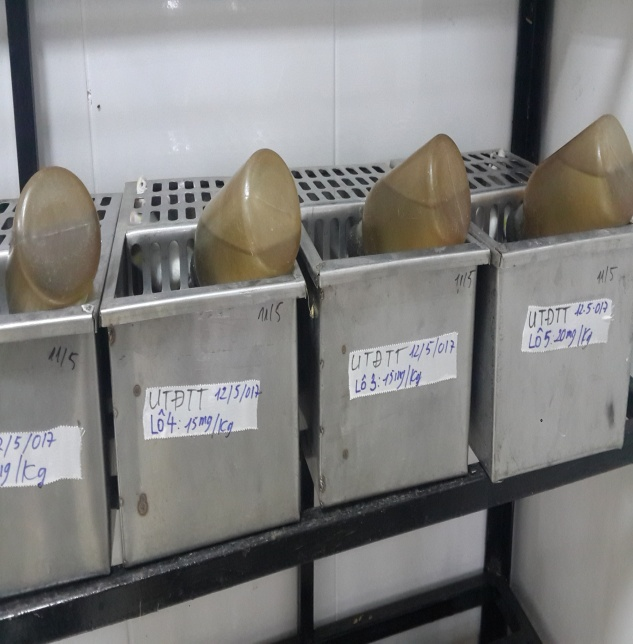 11/5
2/5/017
g/Kg
11/5
UTĐTT 12/5/017
Lô 4: 15mg/Kg
11/5
UTĐTT 12/5/017
Lô 3: 15mg/Kg
11/5
UTĐTT 12.5.017
Lô 5: 20mg/Kg